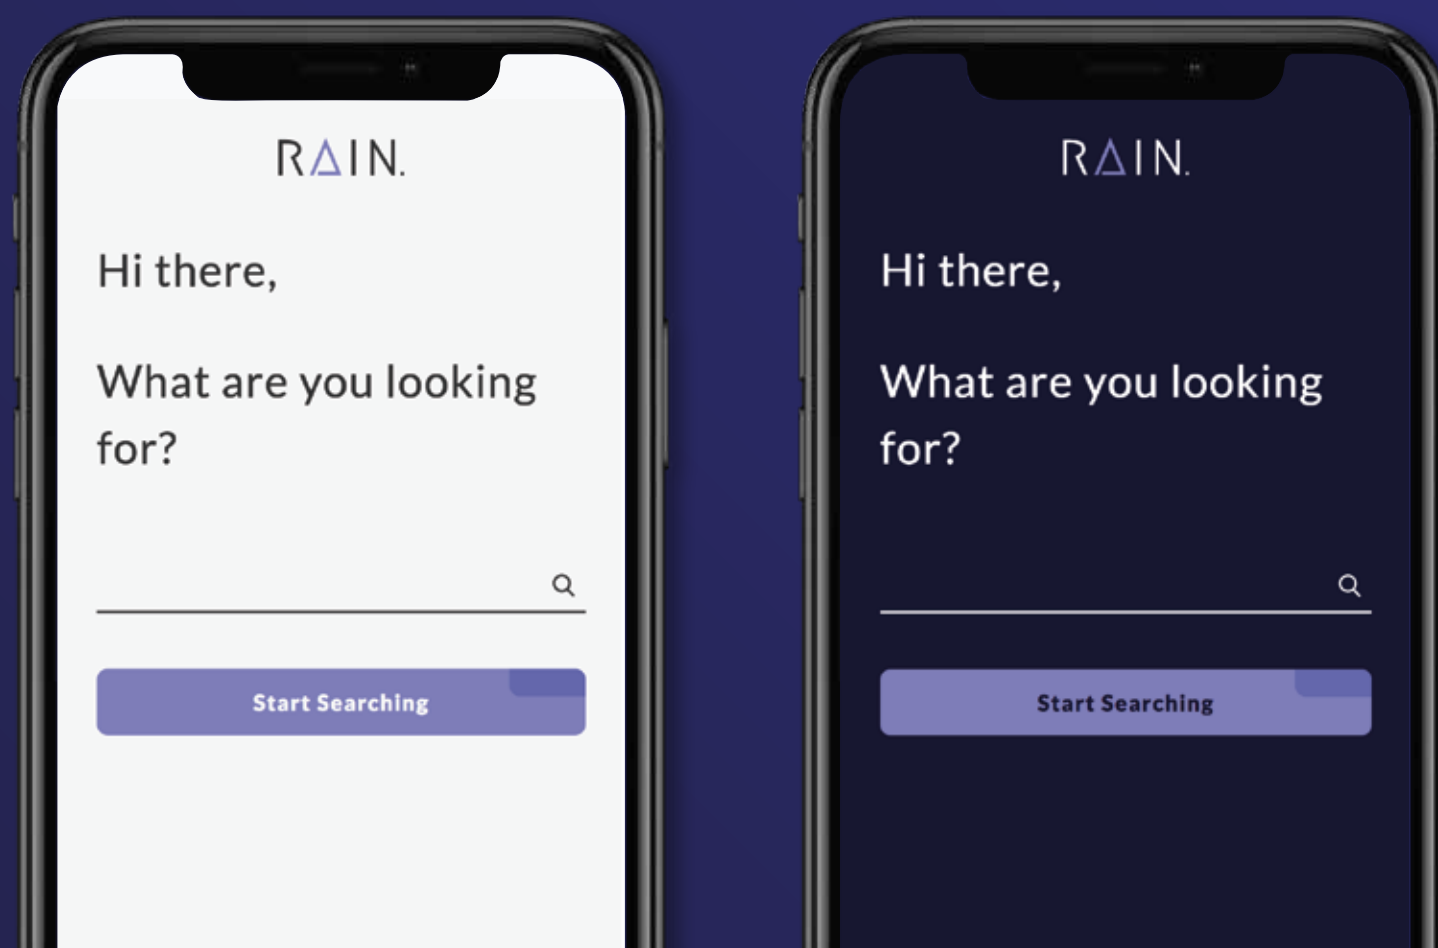 RAIN.
Hi there,
What are you looking
for?
Start Searching
RAIN.
Hi there,
What are you looking
for?
Start Searching